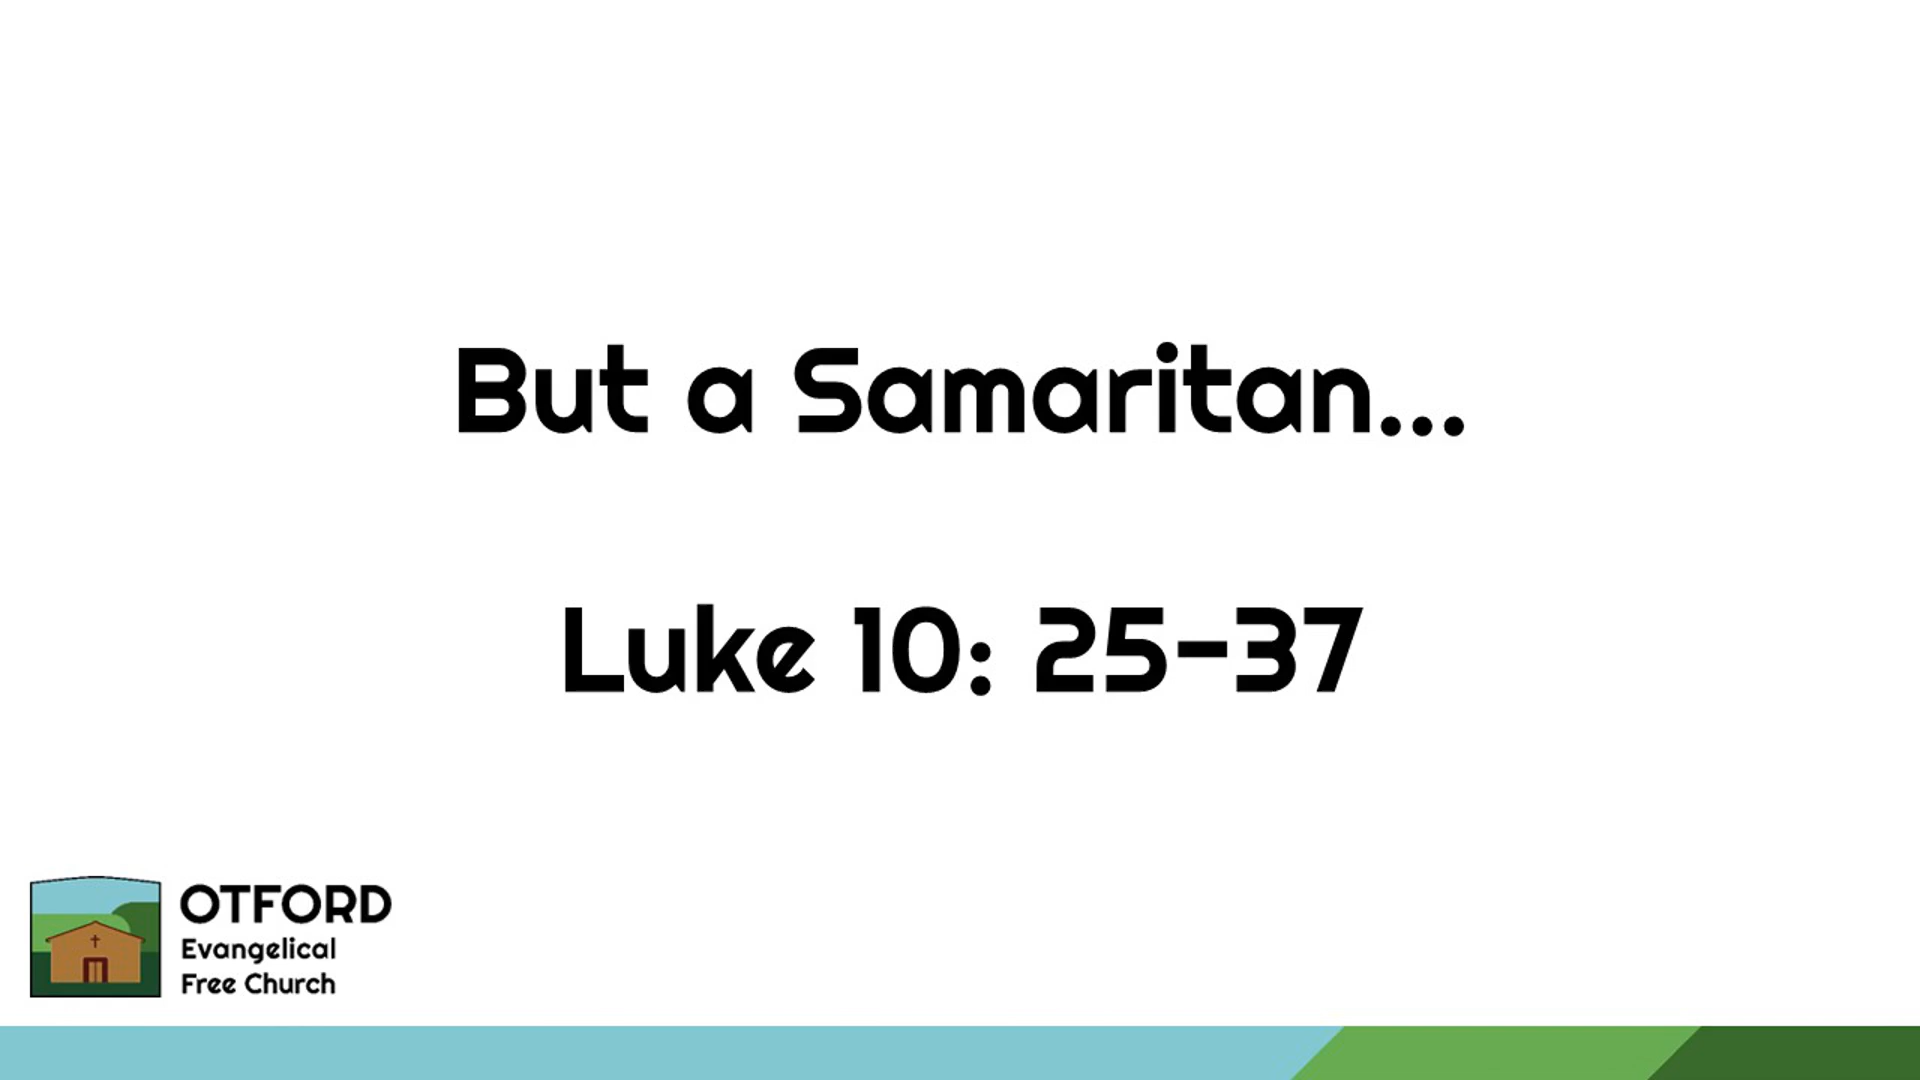 But a Samaritan...
Luke 10: 25-37
OTFORD
Evangelical
Free Church